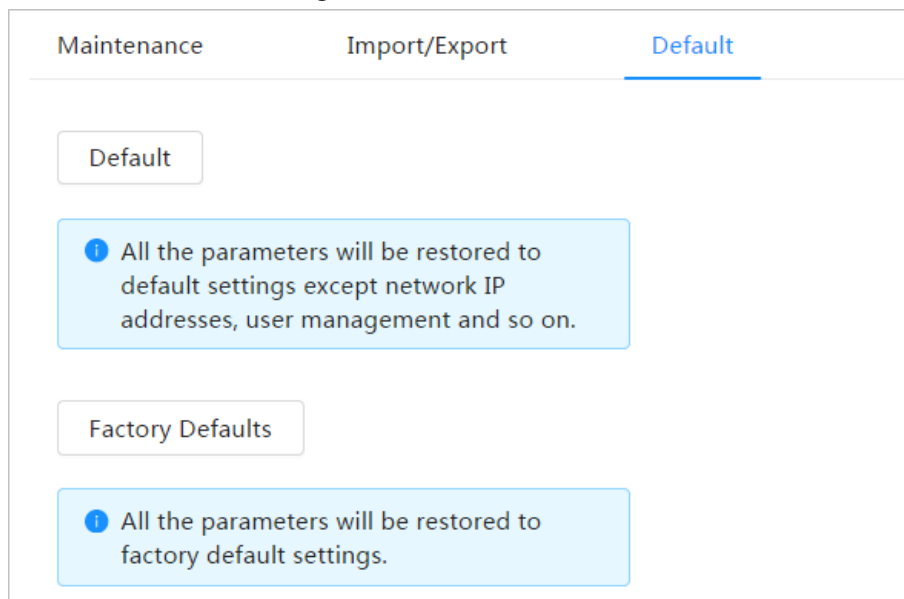 Maintenance Import/Export Default
Default
All the parameters will be restored to
default settings except network IP
addresses, user management and so on.
Factory Defaults
All the parameters will be restored to
factory default settings.